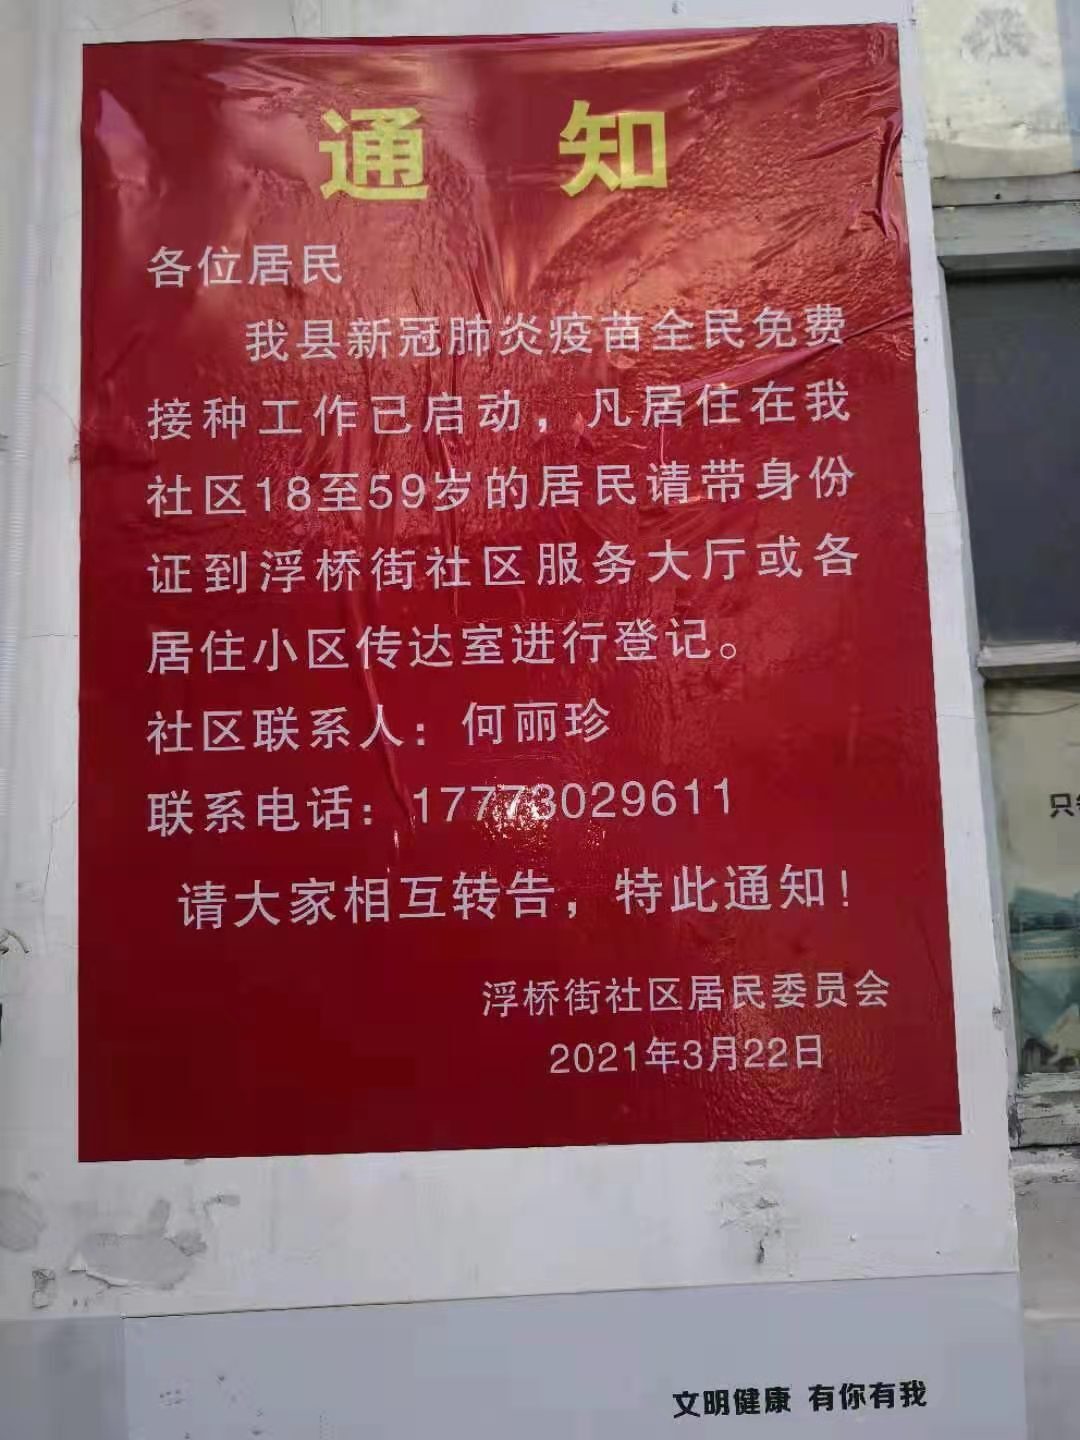 通知
各位居民
我县新冠肺炎疫苗全民免费
接种工作已启动，凡居住在我
社区18至59岁的居民请带身份
证到浮桥街社区服务大厅或各
居住小区传达室进行登记。
社区联系人：何丽珍
联系电话：17773029611
请大家相互转告，特此通知！
浮桥街社区居民委员会
2021年3月22日
只
文明健康 有你有我